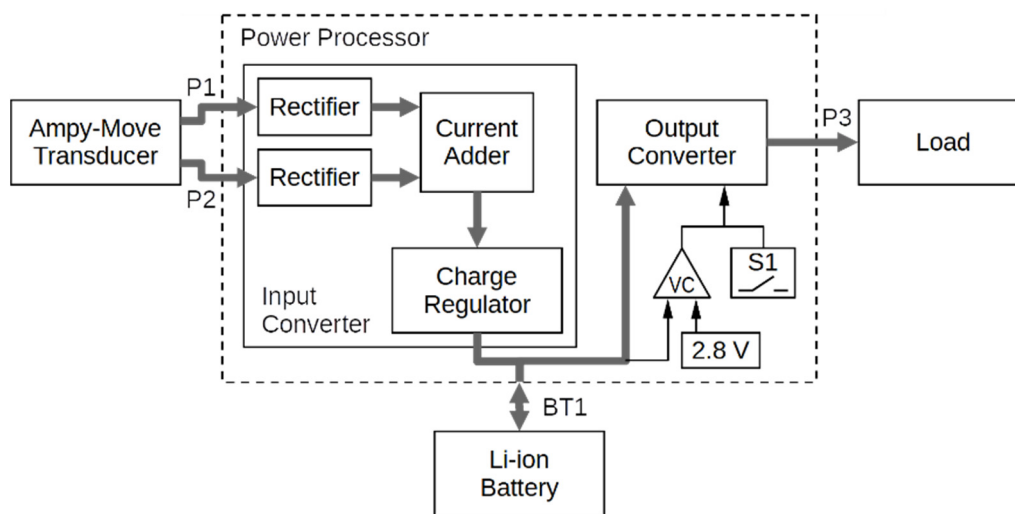 Power Processor
P1
Rectifier
Ampy-Move
Transducer
Current
Adder
Rectifier
P2
Output
Converter
P3
Load
Charge
Regulator
Input
Converter
VC
S1
2.8 V
BT1
Li-ion
Battery